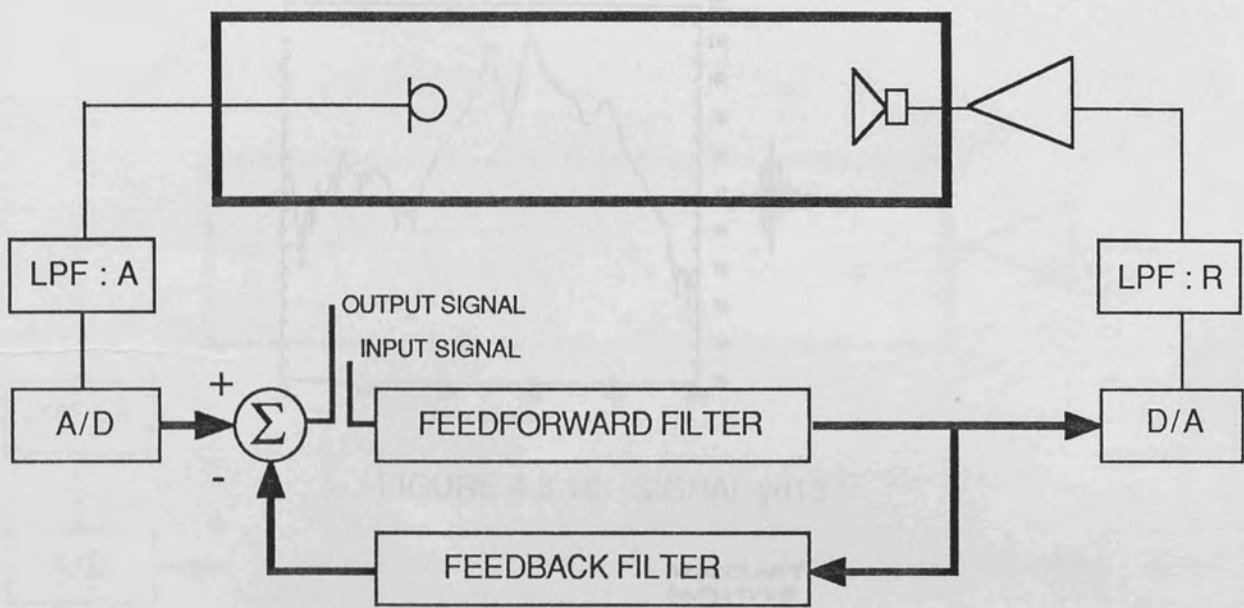 LPF : A
LPF : R
OUTPUT SIGNAL
INPUT SIGNAL
+
A/D
Σ
FEEDFORWARD FILTER
D/A
-
FEEDBACK FILTER